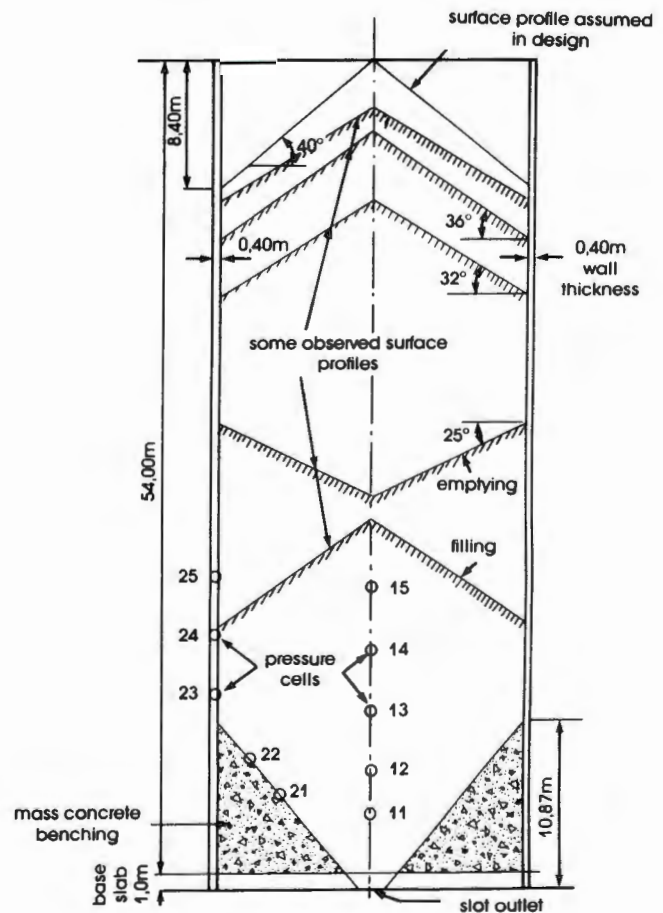 surface profile assumed
in design
8,40m
40°
36°
0,40m
0,40m
wall
thickness
32°
some observed surface
profiles
25°
emptying
54,00m
filling
25
15
24
14
pressure
cells
23
13
22
12
21
11
mass concrete
benching
10,87m
base
slab
1,0m
slot outlet